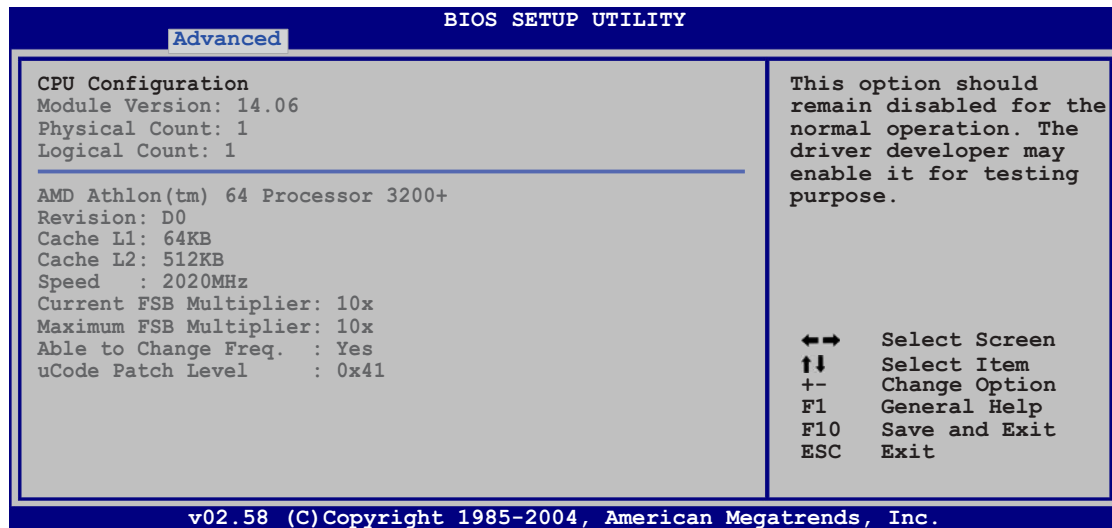 BIOS SETUP UTILITY
Advanced
CPU Configuration
Module Version: 14.06
Physical Count: 1
Logical Count: 1
AMD Athlon(tm) 64 Processor 3200+
Revision: D0
Cache L1: 64KB
Cache L2: 512KB
Speed   : 2020MHz
Current FSB Multiplier: 10x
Maximum FSB Multiplier: 10x
Able to Change Freq.  : Yes
uCode Patch Level     : 0x41
This option should
remain disabled for the
normal operation. The
driver developer may
enable it for testing
purpose.
←→ Select Screen
↑↓ Select Item
+- Change Option
F1 General Help
F10 Save and Exit
ESC Exit
v02.58 (C)Copyright 1985-2004, American Megatrends, Inc.